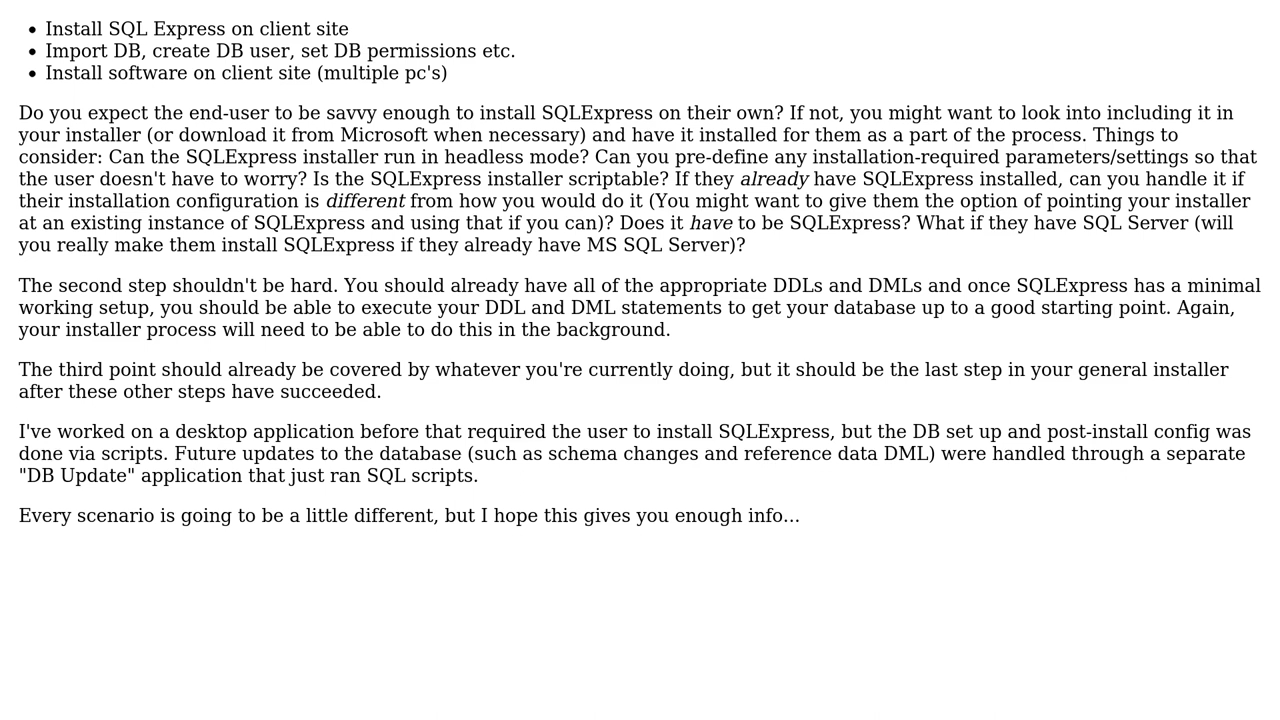 • Install SQL Express on client site
• Import DB, create DB user, set DB permissions etc.
• Install software on client site (multiple pc's)
Do you expect the end-user to be savvy enough to install SQLExpress on their own? If not, you might want to look into including it in
your installer (or download it from Microsoft when necessary) and have it installed for them as a part of the process. Things to
consider: Can the SQLExpress installer run in headless mode? Can you pre-define any installation-required parameters/settings so that
the user doesn't have to worry? Is the SQLExpress installer scriptable? If they already have SQLExpress installed, can you handle it if
their installation configuration is different from how you would do it (You might want to give them the option of pointing your installer
at an existing instance of SQLExpress and using that if you can)? Does it have to be SQLExpress? What if they have SQL Server (will
you really make them install SQLExpress if they already have MS SQL Server)?
The second step shouldn't be hard. You should already have all of the appropriate DDLs and DMLs and once SQLExpress has a minimal
working setup, you should be able to execute your DDL and DML statements to get your database up to a good starting point. Again,
your installer process will need to be able to do this in the background.
The third point should already be covered by whatever you're currently doing, but it should be the last step in your general installer
after these other steps have succeeded.
I've worked on a desktop application before that required the user to install SQLExpress, but the DB set up and post-install config was
done via scripts. Future updates to the database (such as schema changes and reference data DML) were handled through a separate
"DB Update" application that just ran SQL scripts.
Every scenario is going to be a little different, but I hope this gives you enough info...